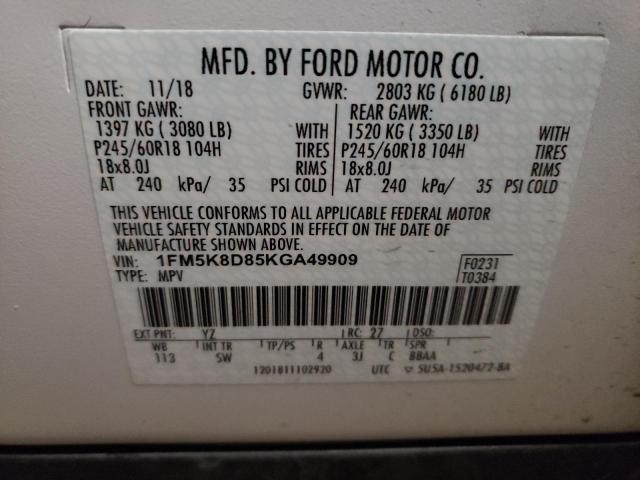 MFD. BY FORD MOTOR CO.
DATE: 11/18 GVWR: 2803 KG ( 6180 LB)
FRONT GAWR: REAR GAWR:
1397 KG ( 3080 LB) WITH 1520 KG ( 3350 LB) WITH
P245/60R18 104H TIRES P245/60R18 104H TIRES
18x8.0J RIMS 18x8.0J RIMS
AT 240 kPa/ 35 PSI COLD AT 240 kPa/ 35 PSI COLD
THIS VEHICLE CONFORMS TO ALL APPLICABLE FEDERAL MOTOR
VEHICLE SAFETY STANDARDS IN EFFECT ON THE DATE OF
MANUFACTURE SHOWN ABOVE.
VIN: 1FM5K8D85KGA49909 F0231
TYPE: MPV T0384
EXT PNT: YZ RC: 27 DSO:
WB INT TR TP/PS R AXLE TR SPR
113 SW 4 3J C BBAA
1201811102920 UTC SU5A-1520472-BA